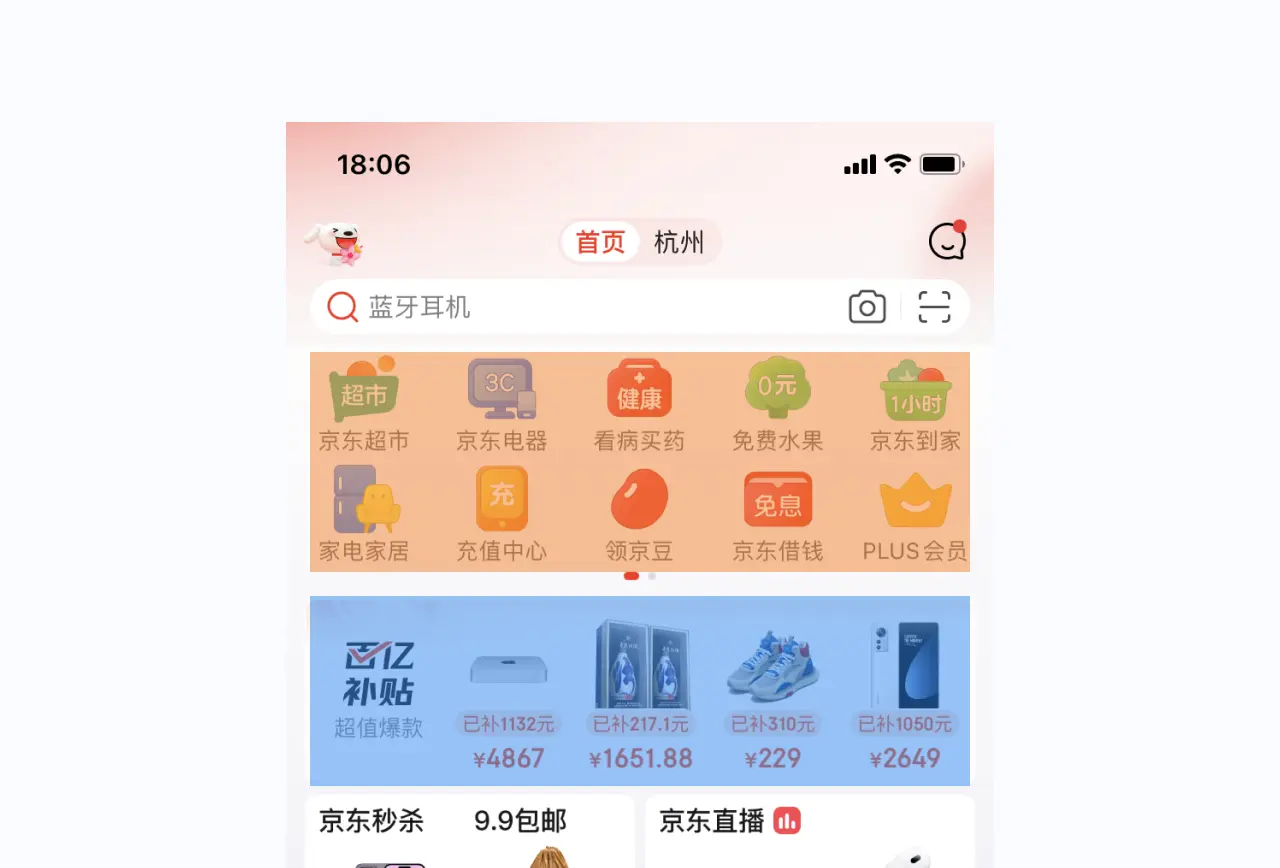 18:06
首页 杭州
蓝牙耳机
超市 3C 健康 0元 1小时
京东超市 京东电器 看病买药 免费水果 京东到家
充 免息
家电家居 充值中心 领京豆 京东借钱 PLUS会员
百亿
补贴
超值爆款
已补1132元 已补217.1元 已补310元 已补1050元
¥4867 ¥1651.88 ¥229 ¥2649
京东秒杀 9.9包邮 京东直播